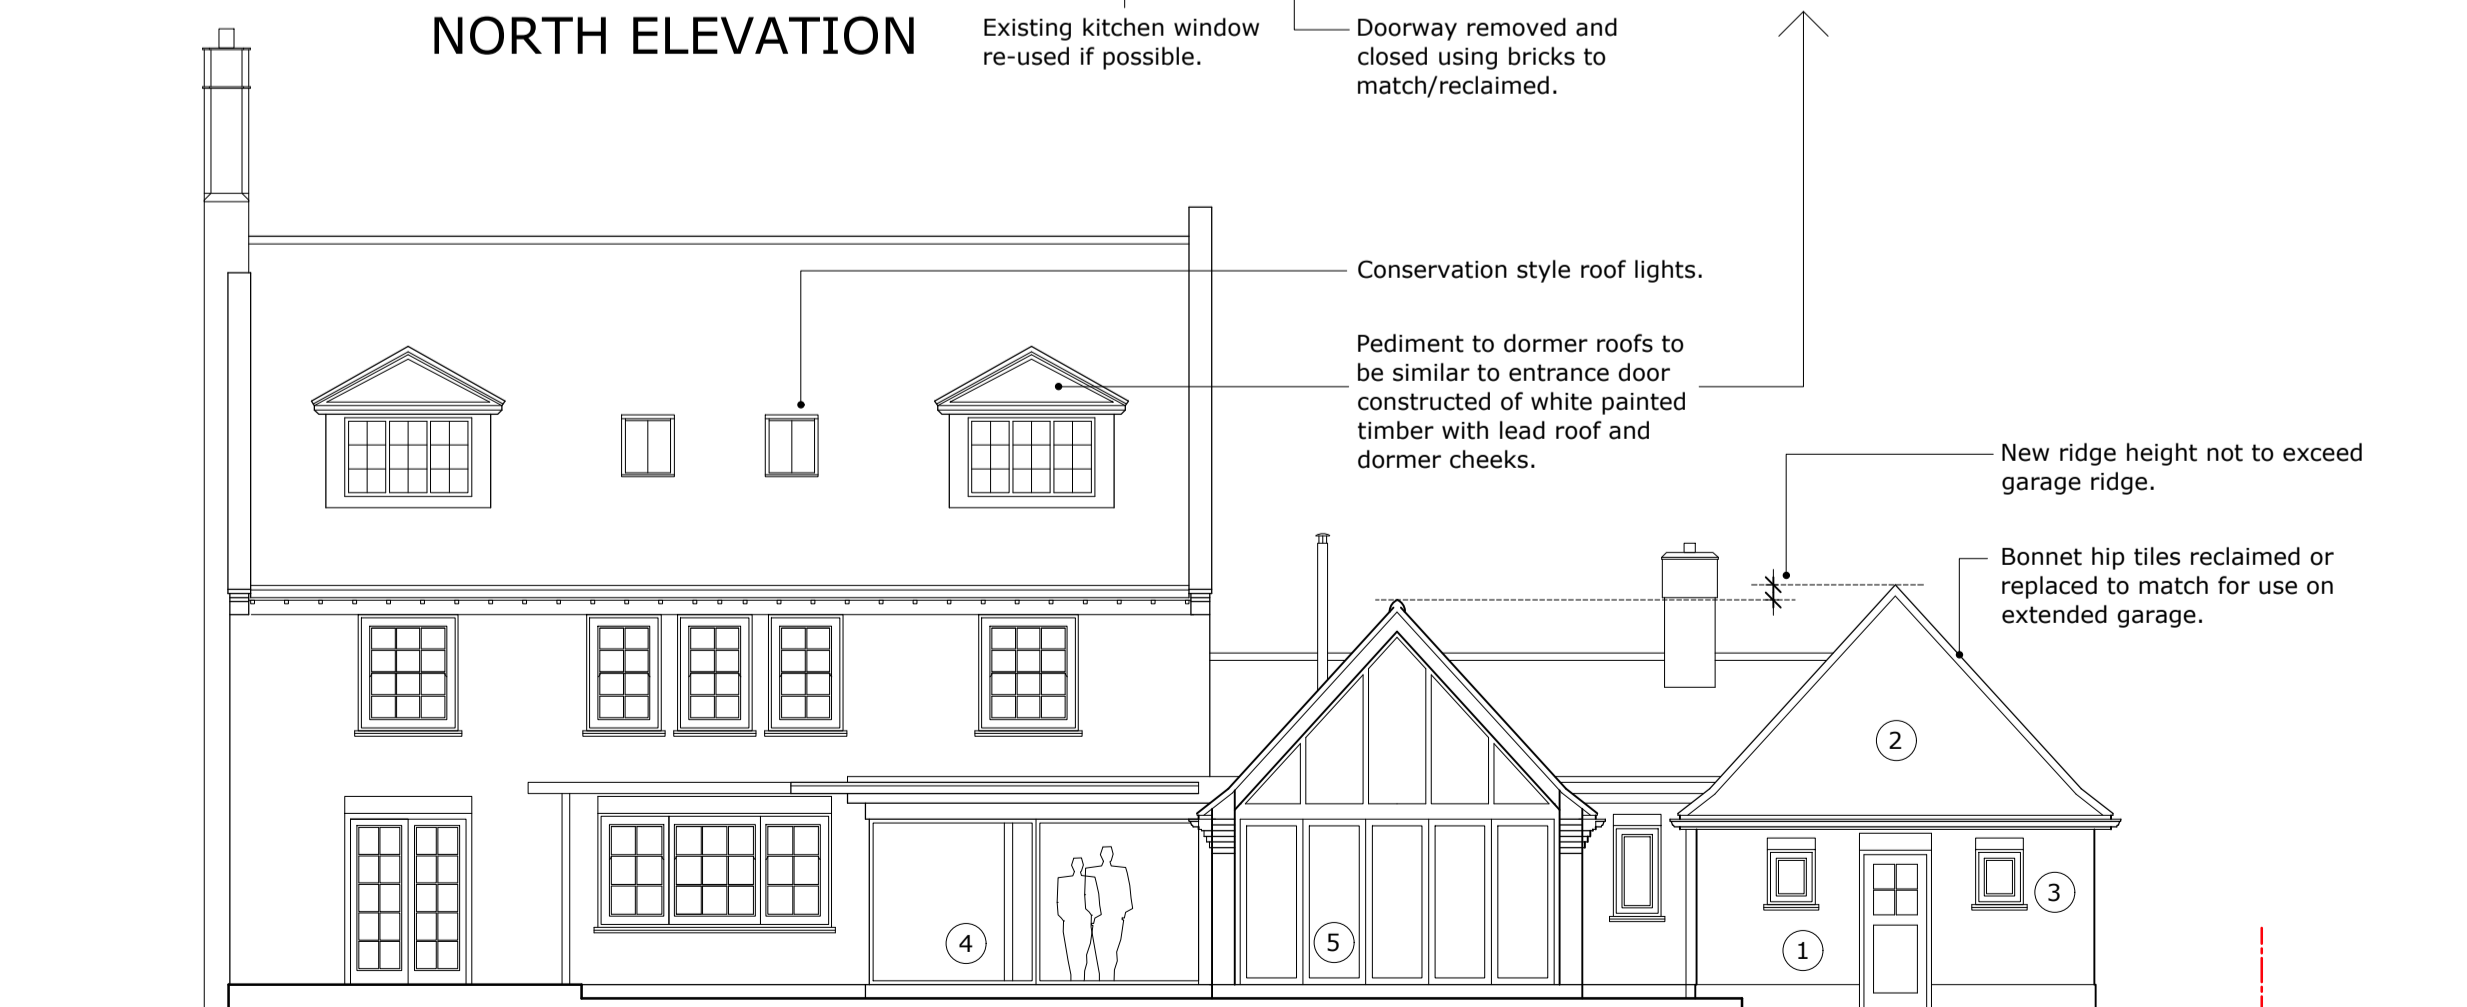 NORTH ELEVATION
Existing kitchen window
re-used if possible.
Doorway removed and
closed using bricks to
match/reclaimed.
Conservation style roof lights.
Pediment to dormer roofs to
be similar to entrance door
constructed of white painted
timber with lead roof and
dormer cheeks.
New ridge height not to exceed
garage ridge.
Bonnet hip tiles reclaimed or
replaced to match for use on
extended garage.
2
3
4
5
1